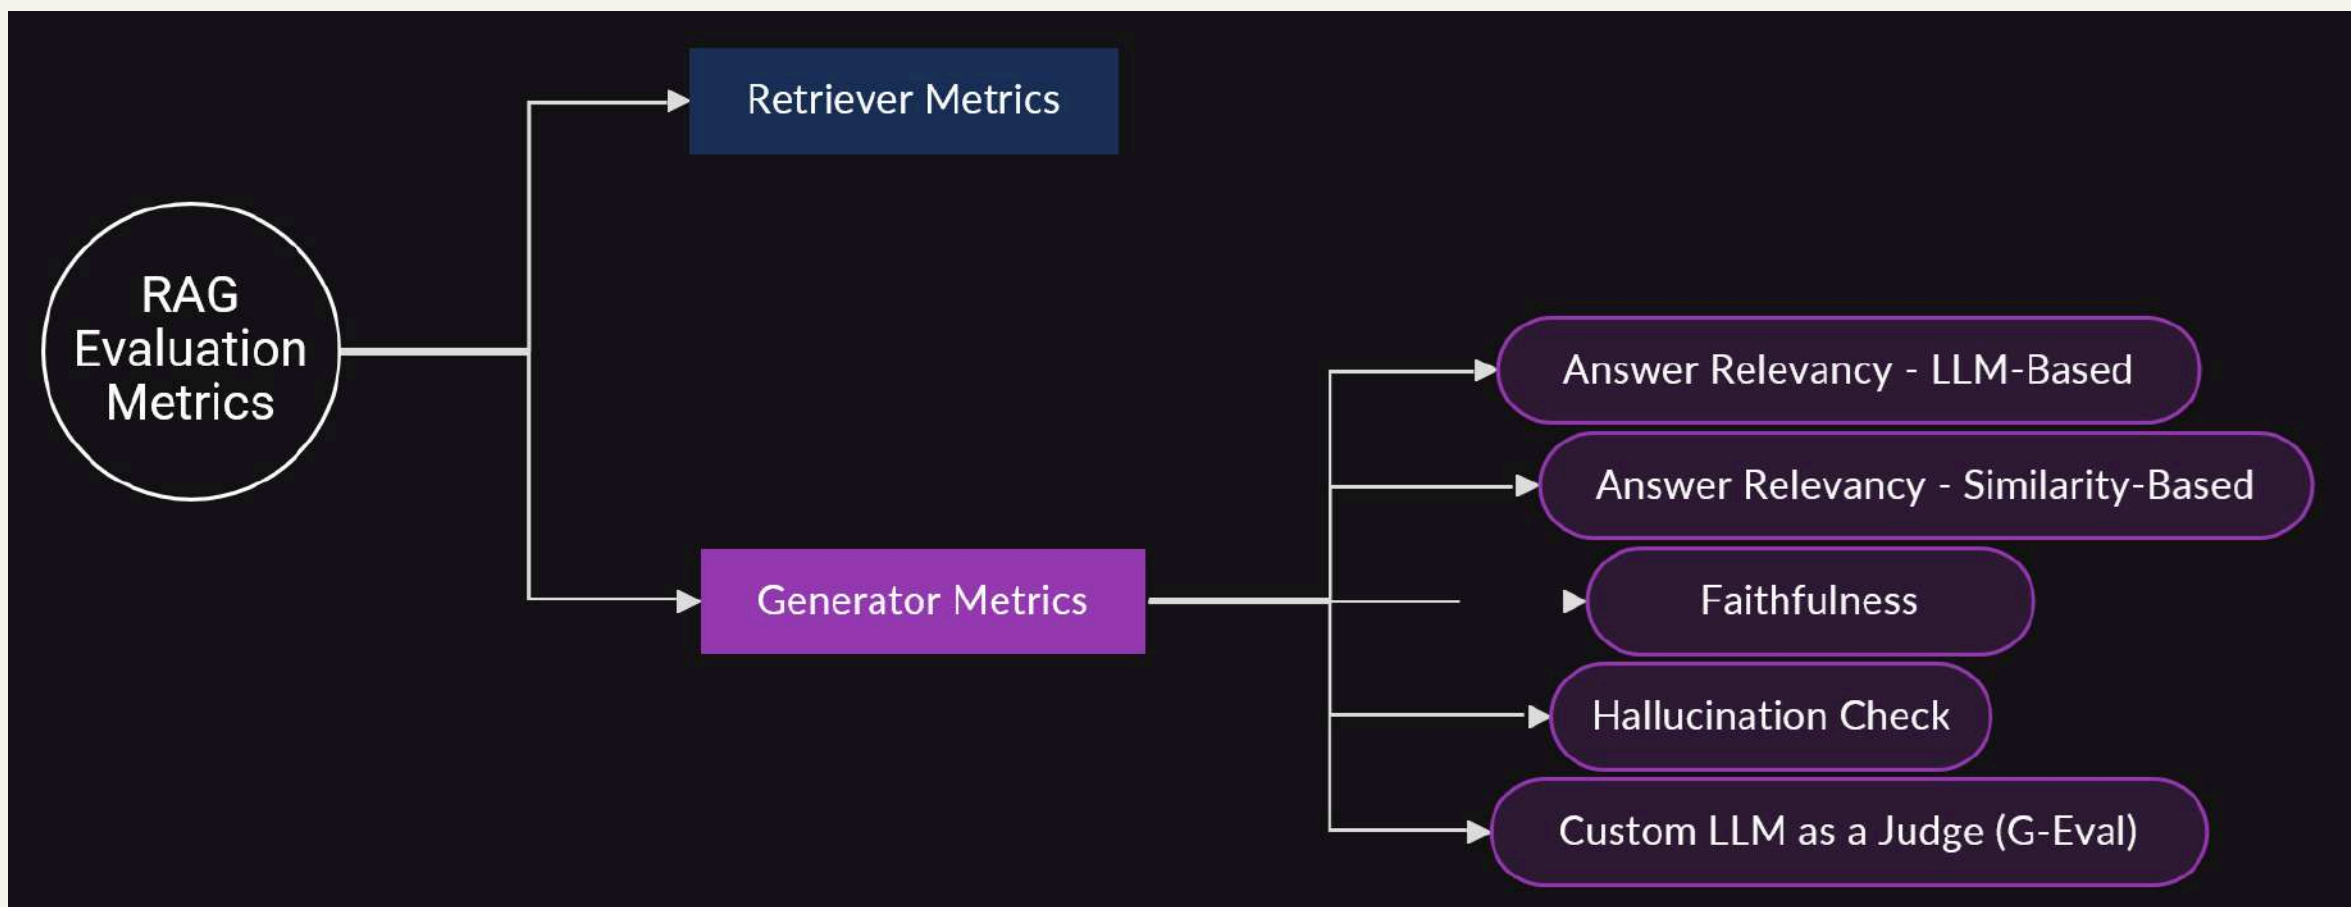 Retriever Metrics
RAG
Evaluation
Metrics
Answer Relevancy - LLM-Based
Answer Relevancy - Similarity-Based
Generator Metrics
Faithfulness
Hallucination Check
Custom LLM as a Judge (G-Eval)